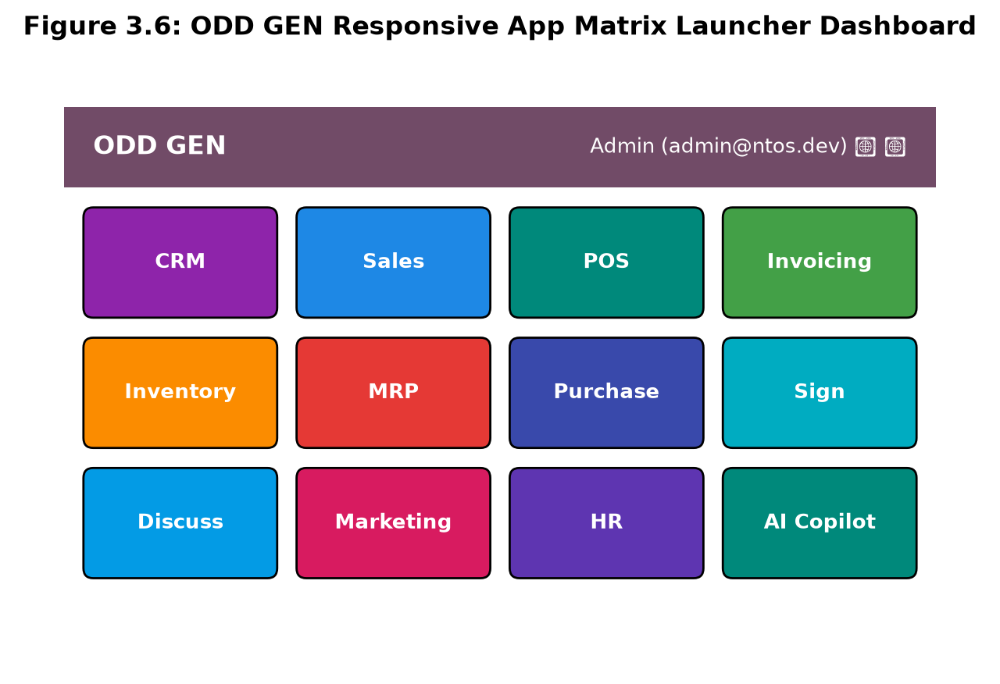 Figure 3.6: ODD GEN Responsive App Matrix Launcher Dashboard
ODD GEN
Admin (admin@ntos.dev)
CRM
Sales
POS
Invoicing
Inventory
MRP
Purchase
Sign
Discuss
Marketing
HR
AI Copilot